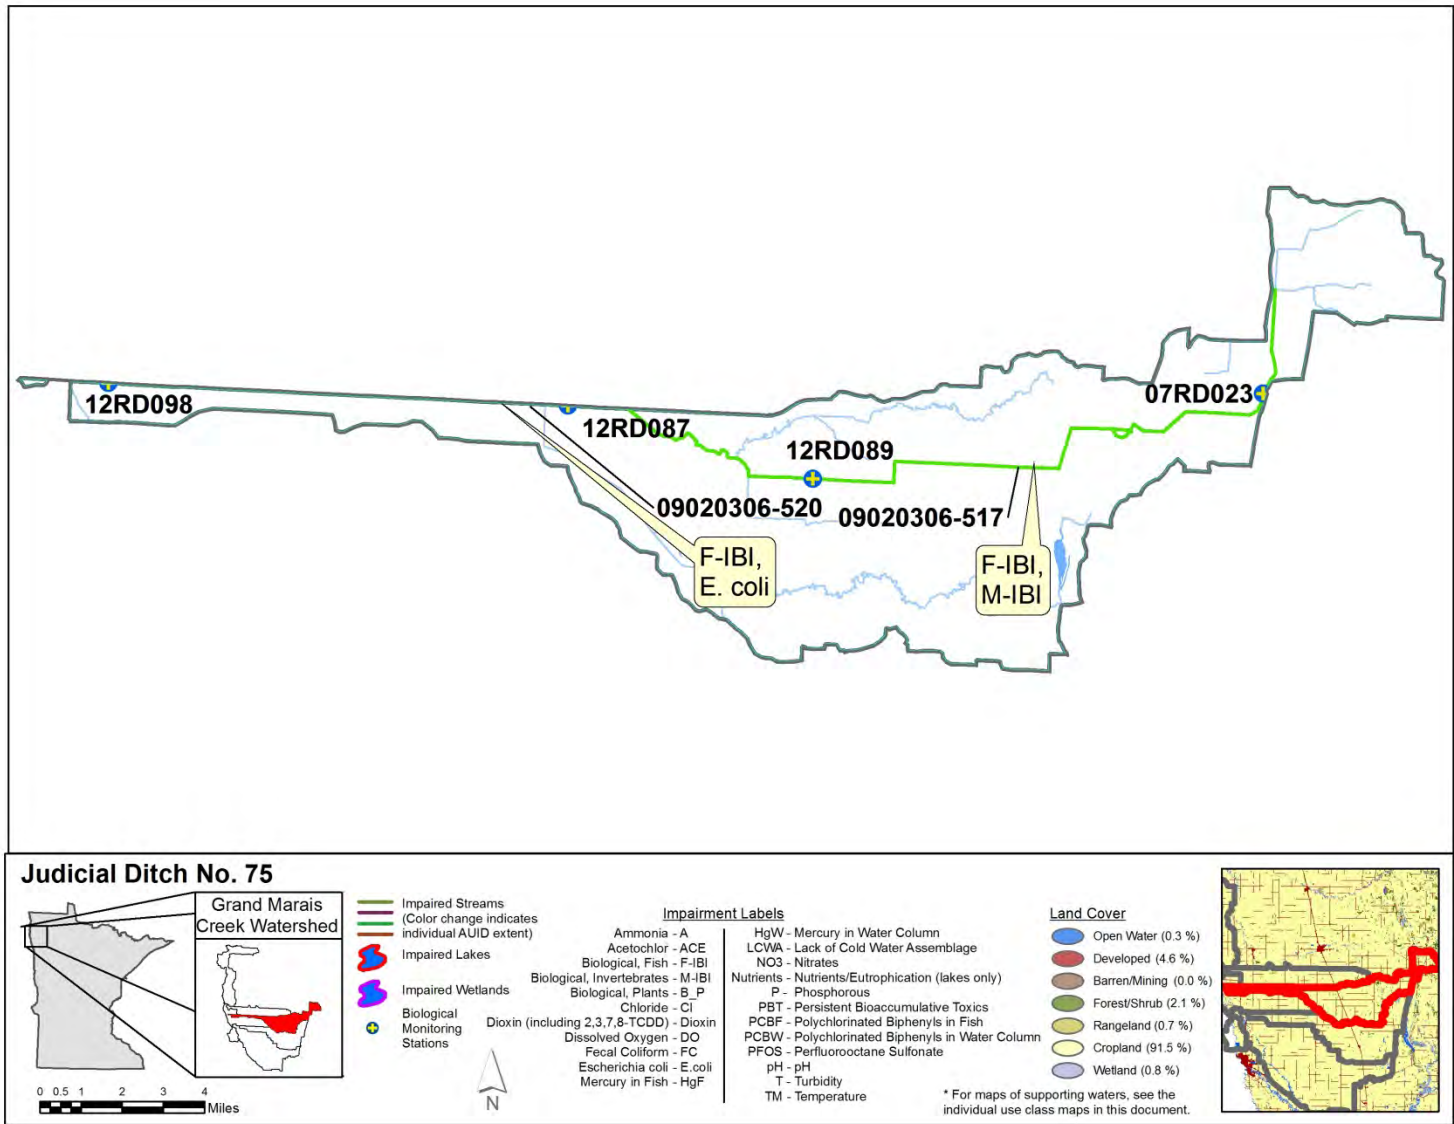 07RD023
12RD098
12RD087
12RD089
09020306-520
09020306-517
F-IBI,
E. coli
F-IBI,
M-IBI
Judicial Ditch No. 75
Grand Marais
Creek Watershed
0 0.5 1 2 3 4
Miles
Impaired Streams
(Color change indicates
individual AUID extent)
Impaired Lakes
Impaired Wetlands
Biological
Monitoring
Stations
N
Impairment Labels
Ammonia - A
Acetochlor - ACE
Biological, Fish - F-IBI
Biological, Invertebrates - M-IBI
Biological, Plants - B_P
Chloride - Cl
Dioxin (including 2,3,7,8-TCDD) - Dioxin
Dissolved Oxygen - DO
Fecal Coliform - FC
Escherichia coli - E.coli
Mercury in Fish - HgF
HgW - Mercury in Water Column
LCWA - Lack of Cold Water Assemblage
NO3 - Nitrates
Nutrients - Nutrients/Eutrophication (lakes only)
P - Phosphorous
PBT - Persistent Bioaccumulative Toxics
PCBF - Polychlorinated Biphenyls in Fish
PCBW - Polychlorinated Biphenyls in Water Column
PFOS - Perfluorooctane Sulfonate
pH - pH
T - Turbidity
TM - Temperature
Land Cover
Open Water (0.3 %)
Developed (4.6 %)
Barren/Mining (0.0 %)
Forest/Shrub (2.1 %)
Rangeland (0.7 %)
Cropland (91.5 %)
Wetland (0.8 %)
* For maps of supporting waters, see the
individual use class maps in this document.